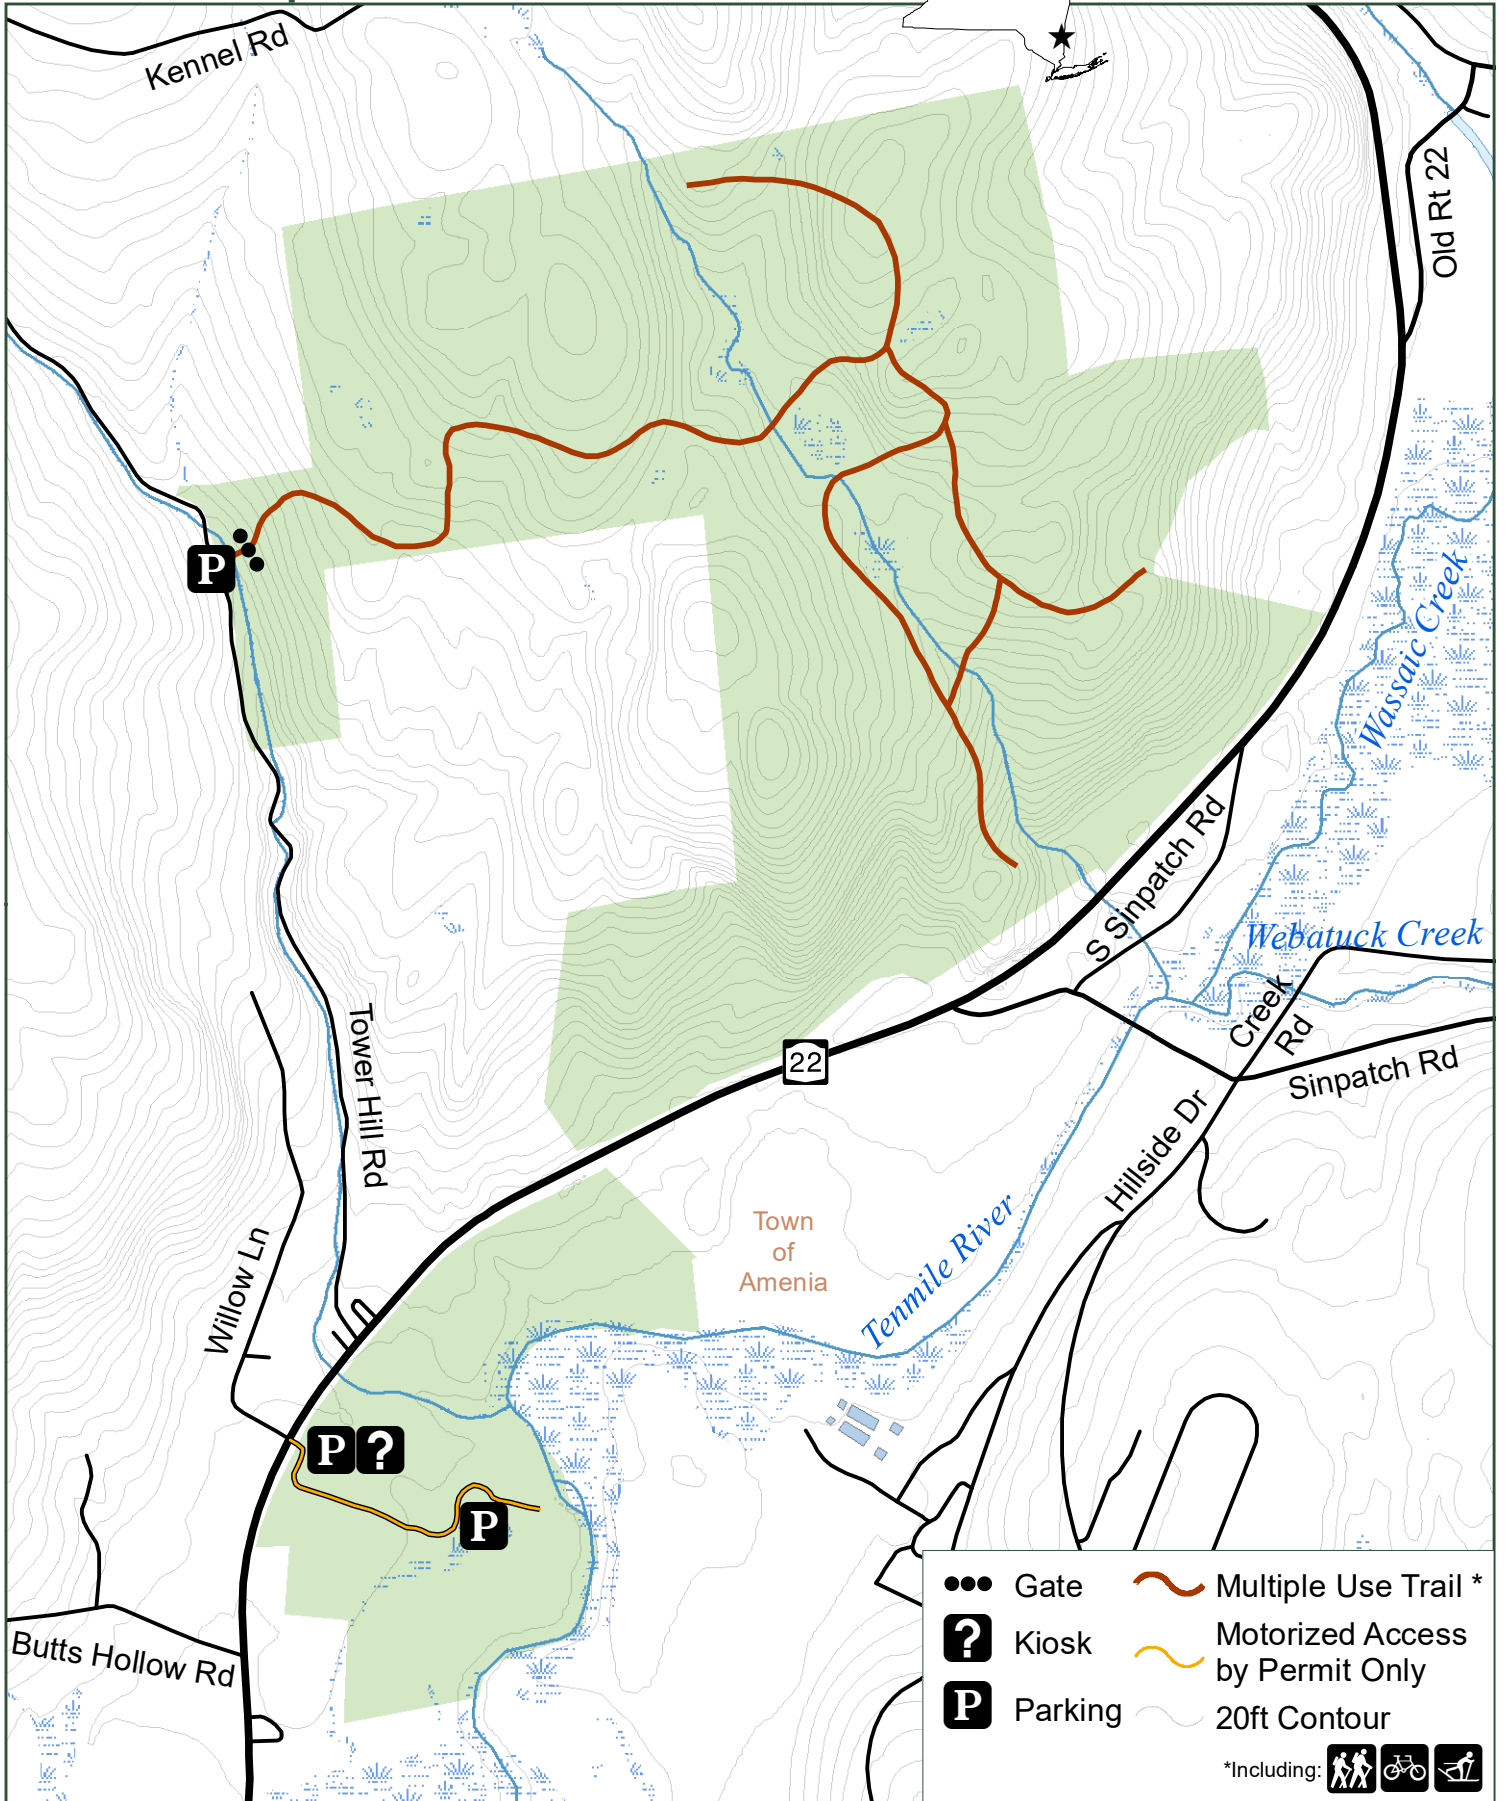 Kennel Rd
Old Rt 22
Wassaic Creek
P
S Sinpatch Rd
Webatuck Creek
Creek
Rd
Sinpatch Rd
22
Tower Hill Rd
Hillside Dr
Town
of
Amenia
Tenmile River
Willow Ln
P ?
P
Butts Hollow Rd
Gate
? Kiosk
P Parking
Multiple Use Trail *
Motorized Access
by Permit Only
20ft Contour
*Including: